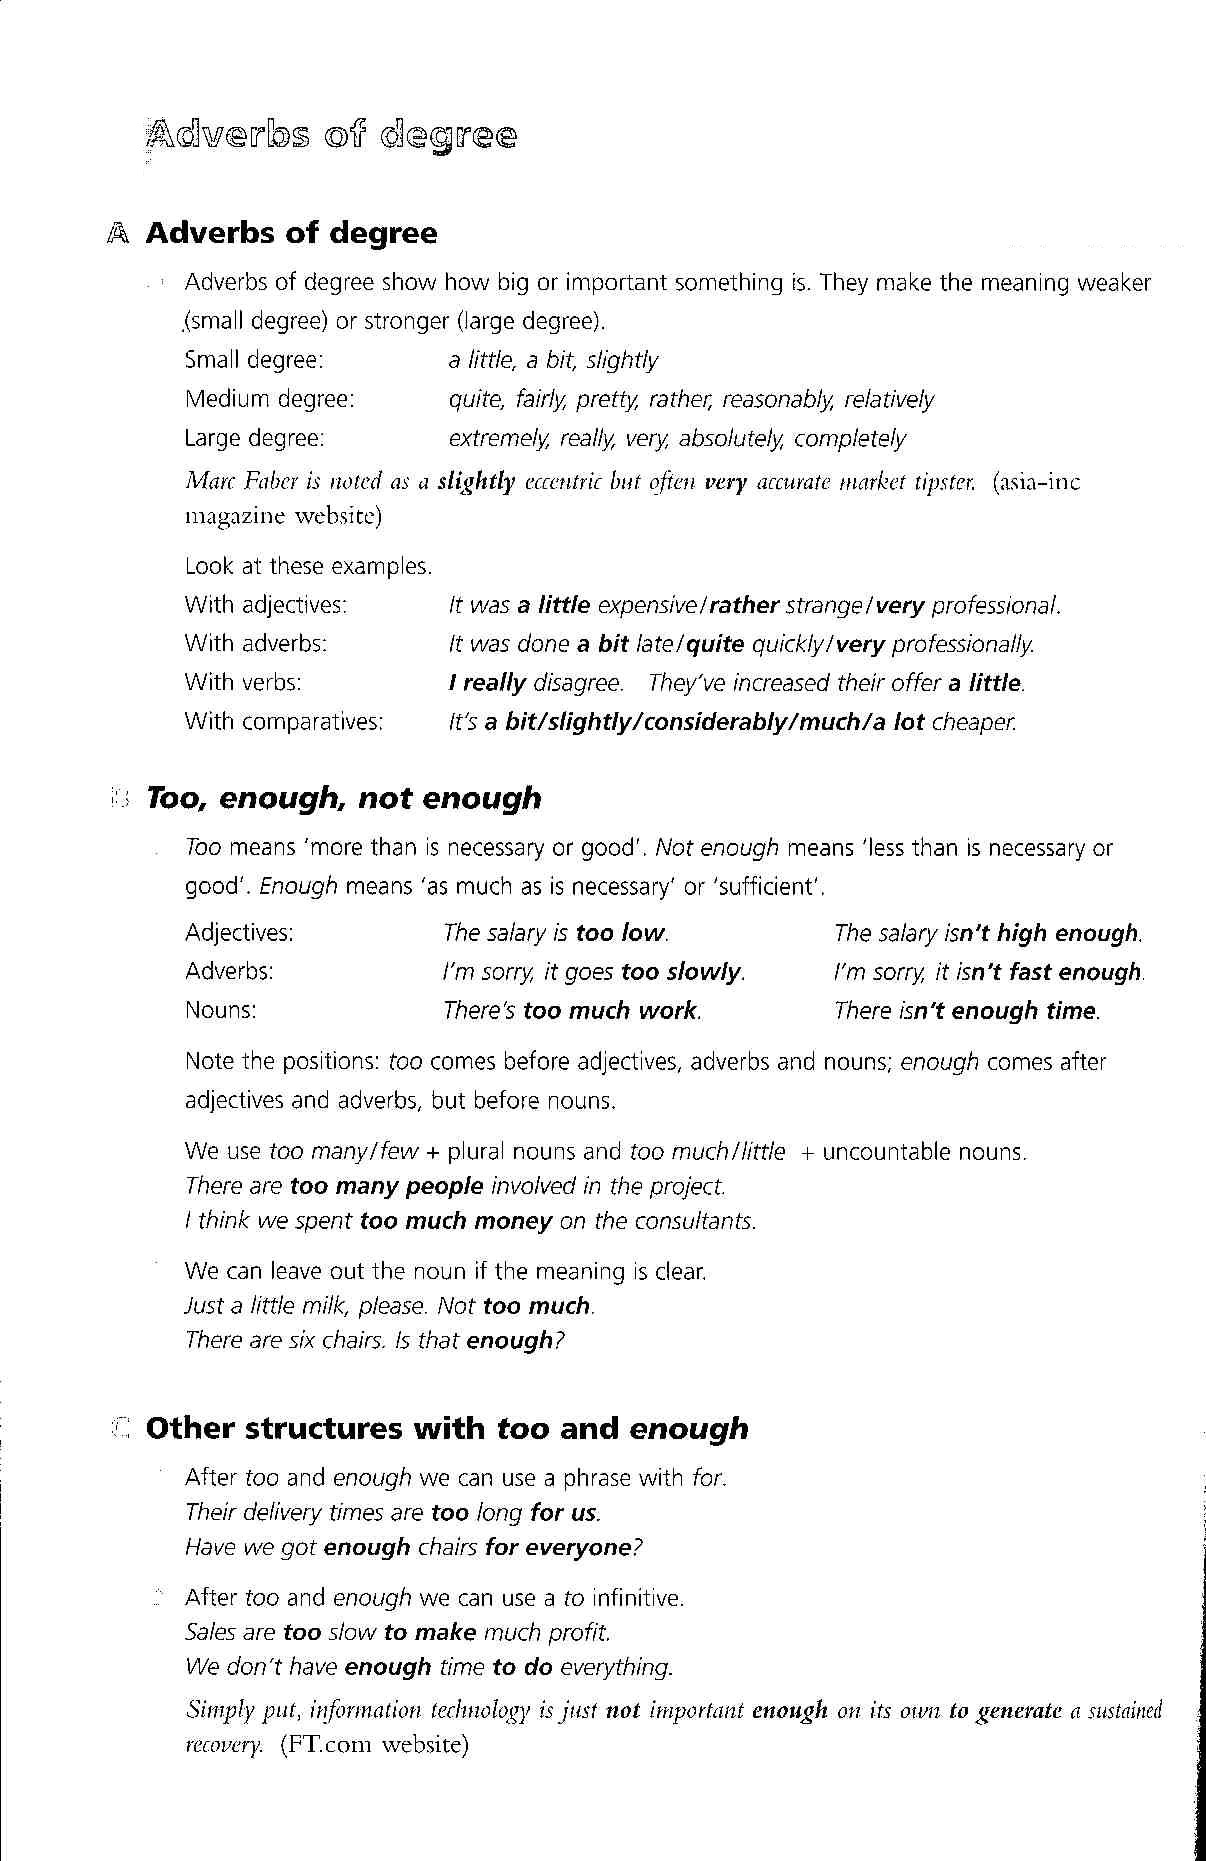 Adverbs of degree
A Adverbs of degree
Adverbs of degree show how big or important something is. They make the meaning weaker
(small degree) or stronger (large degree).
Small degree: a little, a bit, slightly
Medium degree: quite, fairly, pretty, rather, reasonably, relatively
Large degree: extremely, really, very, absolutely, completely
Marc Faber is noted as a slightly eccentric but often very accurate market tipster. (asia-inc
magazine website)
Look at these examples.
With adjectives: It was a little expensive/rather strange/very professional.
With adverbs: It was done a bit late/quite quickly/very professionally.
With verbs: I really disagree. They've increased their offer a little.
With comparatives: It's a bit/slightly/considerably/much/a lot cheaper.
B Too, enough, not enough
Too means 'more than is necessary or good'. Not enough means 'less than is necessary or
good'. Enough means 'as much as is necessary' or 'sufficient'.
Adjectives: The salary is too low. The salary isn't high enough.
Adverbs: I'm sorry, it goes too slowly. I'm sorry, it isn't fast enough.
Nouns: There's too much work. There isn't enough time.
Note the positions: too comes before adjectives, adverbs and nouns; enough comes after
adjectives and adverbs, but before nouns.
We use too many/few + plural nouns and too much/little + uncountable nouns.
There are too many people involved in the project.
I think we spent too much money on the consultants.
We can leave out the noun if the meaning is clear.
Just a little milk, please. Not too much.
There are six chairs. Is that enough?
C Other structures with too and enough
After too and enough we can use a phrase with for.
Their delivery times are too long for us.
Have we got enough chairs for everyone?
After too and enough we can use a to infinitive.
Sales are too slow to make much profit.
We don't have enough time to do everything.
Simply put, information technology is just not important enough on its own to generate a sustained
recovery. (FT.com website)